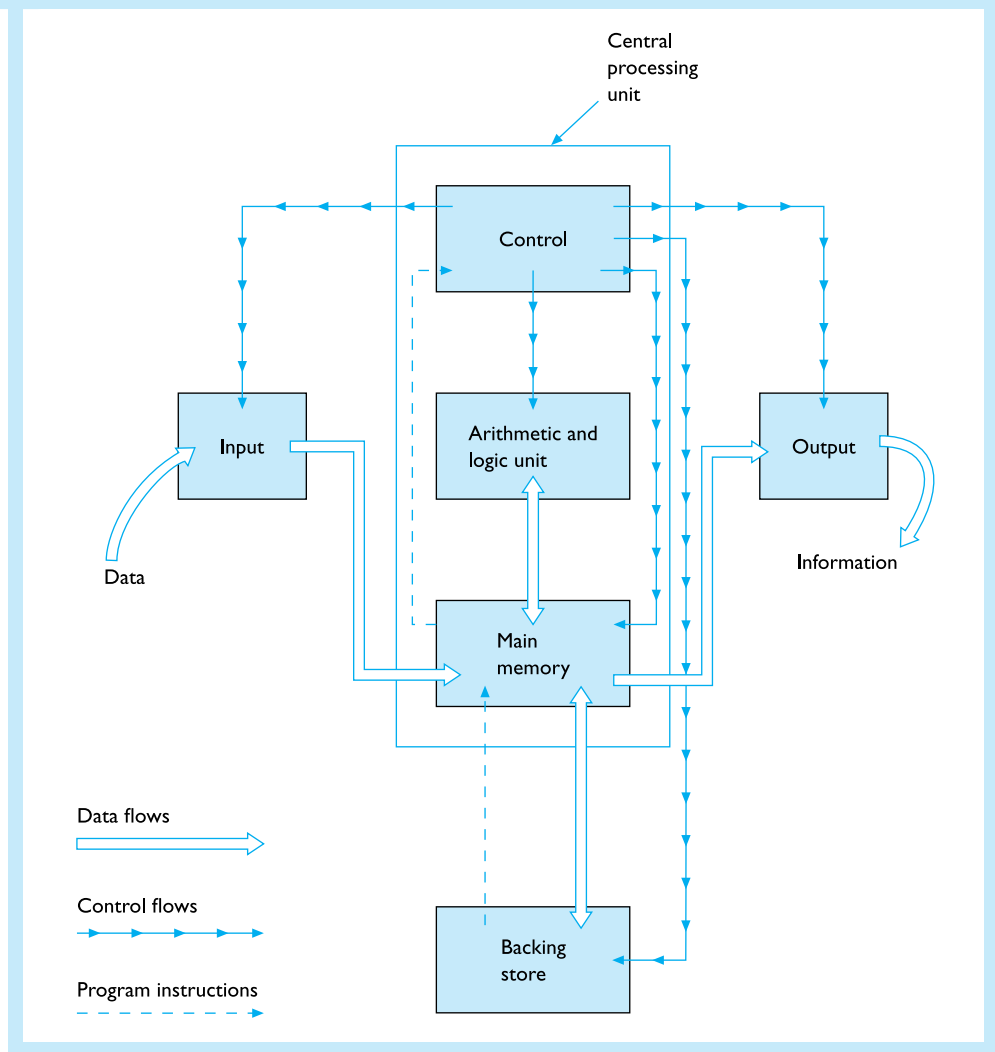 Central
processing
unit
Control
Input
Arithmetic and
logic unit
Output
Data
Information
Main
memory
Data flows
Control flows
Backing
store
Program instructions